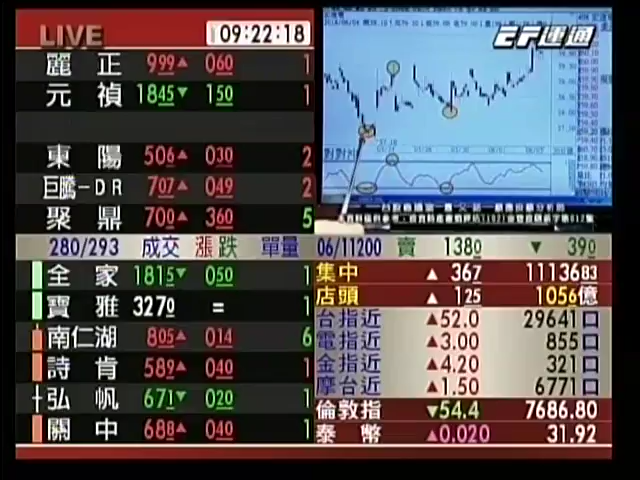 LIVE 09:22:18
EF東通
麗正 999▲ 060 1
元禎 1845▼ 150 1
東陽 506▲ 030 2
巨騰-DR 707▲ 049 2
聚鼎 700▲ 360 5
280/293 成交 漲跌 單量 06/11200 賣 1380 ▼ 390
全家 1815▼ 050 1
寶雅 3270 = 1
南仁湖 805▲ 014 6
詩肯 589▲ 040 1
弘帆 671▼ 020 1
關中 688▲ 040 1
集中 ▲ 367 1113683
店頭 ▲ 125 1056億
台指近 ▲52.0 29641口
電指近 ▲3.00 855口
金指近 ▲4.20 321口
摩台近 ▲1.50 6771口
倫敦指 ▼54.4 7686.80
泰幣 ▲0.020 31.92